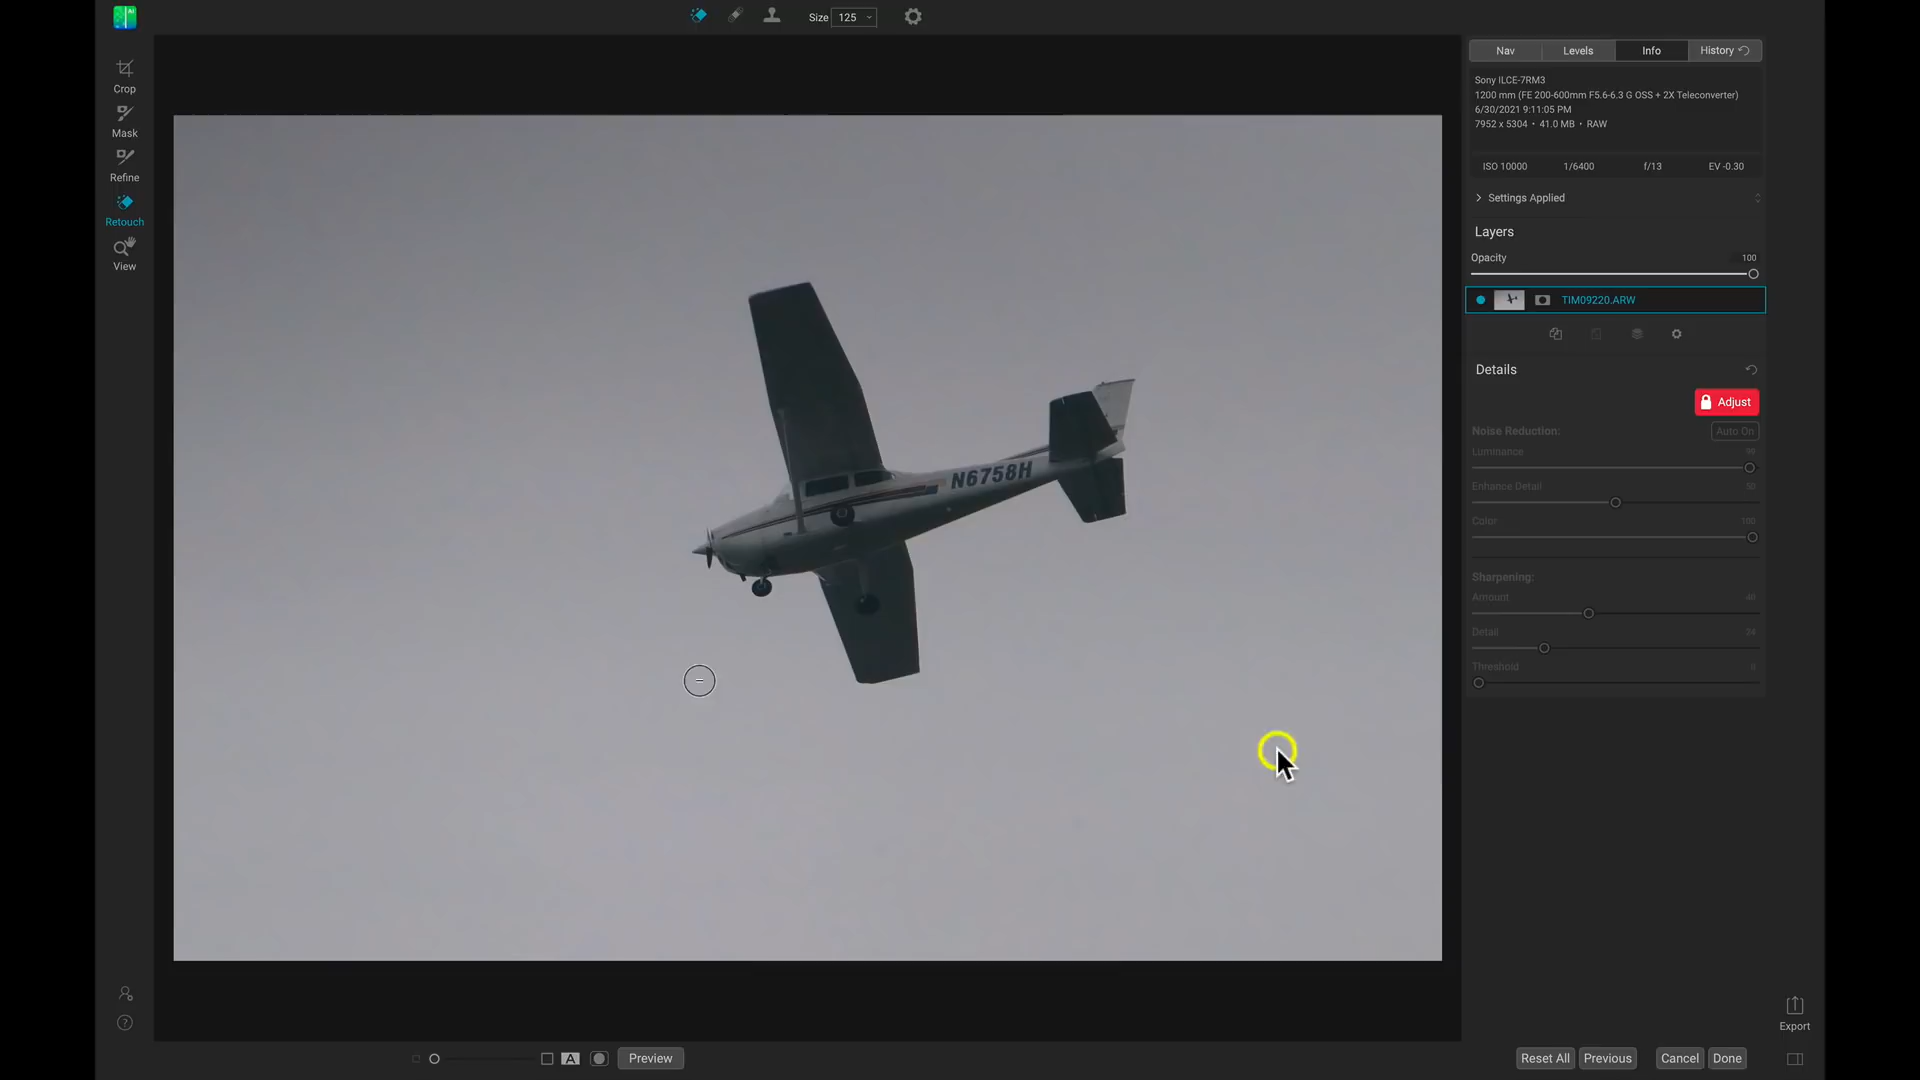 Ai
Size 125
Crop
Mask
Refine
Retouch
View
N6758H
Nav Levels Info History
Sony ILCE-7RM3
1200 mm (FE 200-600mm F5.6-6.3 G OSS + 2X Teleconverter)
6/30/2021 9:11:05 PM
7952 x 5304 • 41.0 MB • RAW
ISO 10000 1/6400 f/13 EV -0.30
Settings Applied
Layers
Opacity 100
TIM09220.ARW
Details
Adjust
Noise Reduction: Auto On
Luminance 99
Enhance Detail 50
Color 100
Sharpening:
Amount
Detail
Threshold
?
A
Preview
Reset All Previous Cancel Done
Export